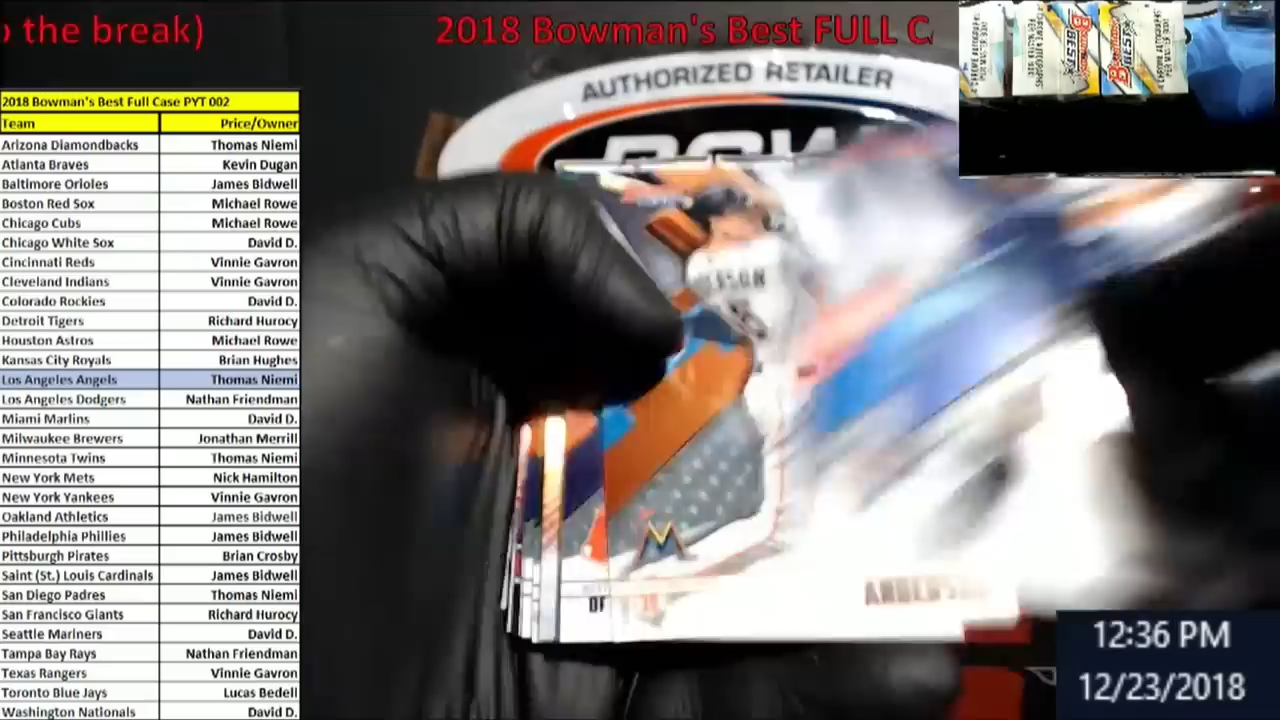 o the break)
2018 Bowman's Best FULL C
AUTHORIZED RETAILER
2018 Bowman's Best Full Case PYT 002
Team Price/Owner
Arizona Diamondbacks Thomas Niemi
Atlanta Braves Kevin Dugan
Baltimore Orioles James Bidwell
Boston Red Sox Michael Rowe
Chicago Cubs Michael Rowe
Chicago White Sox David D.
Cincinnati Reds Vinnie Gavron
Cleveland Indians Vinnie Gavron
Colorado Rockies David D.
Detroit Tigers Richard Hurocy
Houston Astros Michael Rowe
Kansas City Royals Brian Hughes
Los Angeles Angels Thomas Niemi
Los Angeles Dodgers Nathan Friendman
Miami Marlins David D.
Milwaukee Brewers Jonathan Merrill
Minnesota Twins Thomas Niemi
New York Mets Nick Hamilton
New York Yankees Vinnie Gavron
Oakland Athletics James Bidwell
Philadelphia Phillies James Bidwell
Pittsburgh Pirates Brian Crosby
Saint (St.) Louis Cardinals James Bidwell
San Diego Padres Thomas Niemi
San Francisco Giants Richard Hurocy
Seattle Mariners David D.
Tampa Bay Rays Nathan Friendman
Texas Rangers Vinnie Gavron
Toronto Blue Jays Lucas Bedell
Washington Nationals David D.
OF
12:36 PM
12/23/2018